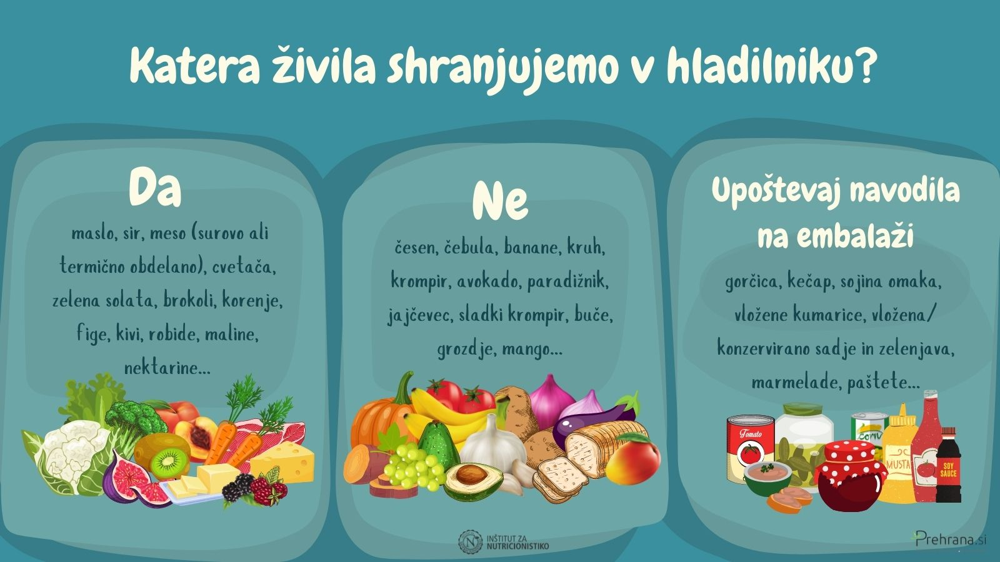 Katera živila shranjujemo v hladilniku?
Da
maslo, sir, meso (surovo ali
termično obdelano), cvetača,
zelena solata, brokoli, korenje,
fige, kivi, robide, maline,
nektarine...
Ne
česen, čebula, banane, kruh,
krompir, avokado, paradižnik,
jajčevec, sladki krompir, buče,
grozdje, mango...
Upoštevaj navodila
na embalaži
gorčica, kečap, sojina omaka,
vložene kumarice, vložena/
konzervirano sadje in zelenjava,
marmelade, paštete...
Tomato
corn
MUSTA
SOY
SAUCE
INŠTITUT ZA
NUTRICIONISTIKO
Prehrana.si